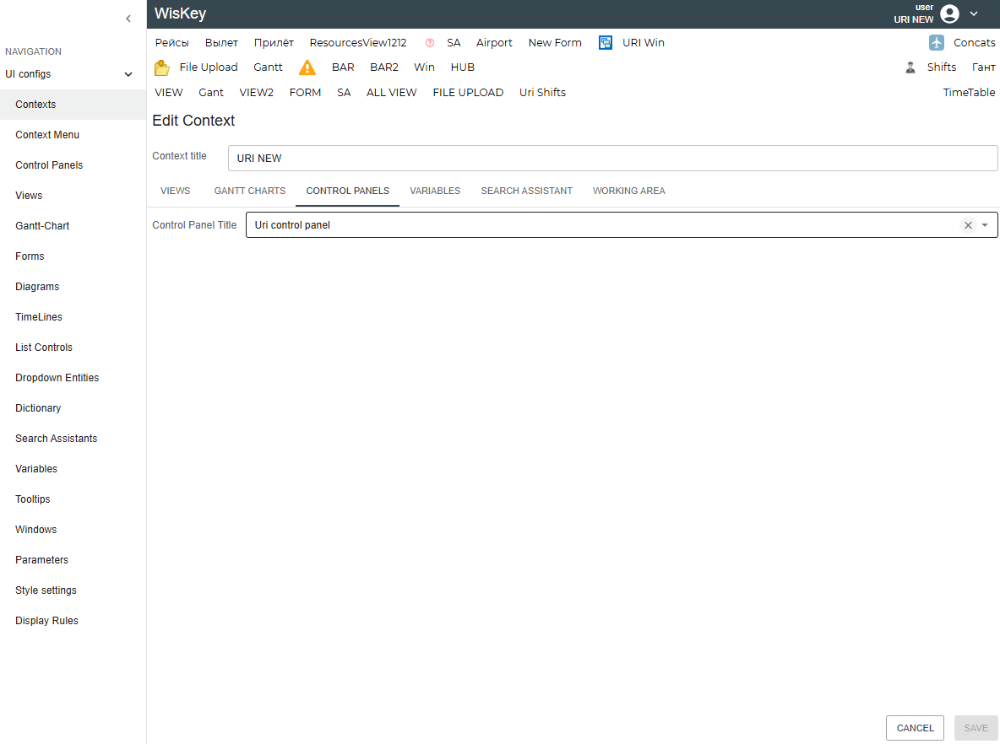 WisKey
user
URI NEW
NAVIGATION
UI configs
Contexts
Context Menu
Control Panels
Views
Gantt-Chart
Forms
Diagrams
TimeLines
List Controls
Dropdown Entities
Dictionary
Search Assistants
Variables
Tooltips
Windows
Parameters
Style settings
Display Rules
Рейсы Вылет Прилёт ResourcesView1212 SA Airport New Form URI Win Concats
File Upload Gantt BAR BAR2 Win HUB Shifts Гант
VIEW Gant VIEW2 FORM SA ALL VIEW FILE UPLOAD Uri Shifts TimeTable
Edit Context
Context title URI NEW
VIEWS GANTT CHARTS CONTROL PANELS VARIABLES SEARCH ASSISTANT WORKING AREA
Control Panel Title Uri control panel
CANCEL SAVE